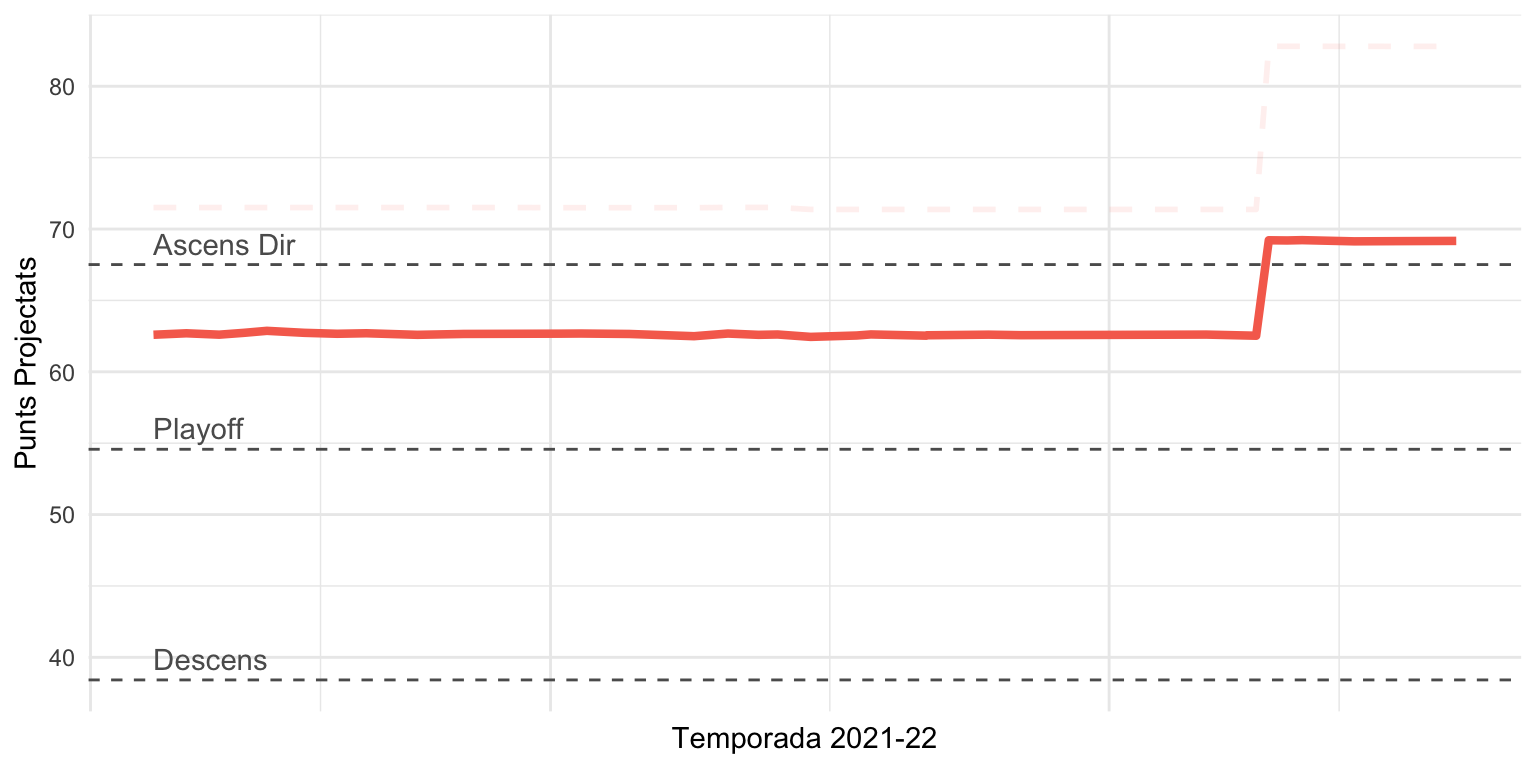 80
70
60
50
40
Punts Projectats
Ascens Dir
Playoff
Descens
Temporada 2021-22